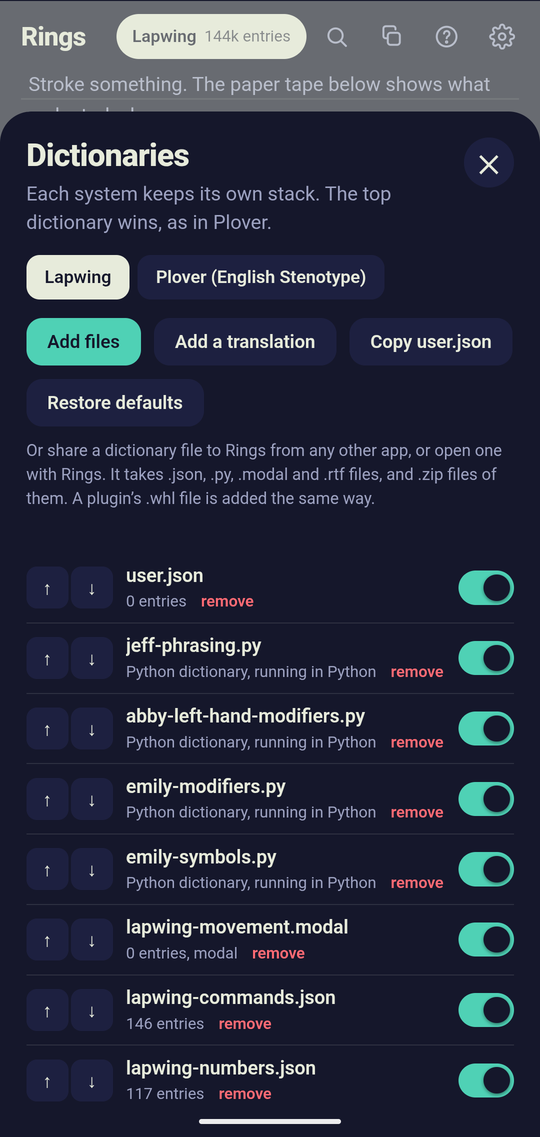 Rings
Lapwing 144k entries
Stroke something. The paper tape below shows what
Dictionaries
Each system keeps its own stack. The top
dictionary wins, as in Plover.
Lapwing
Plover (English Stenotype)
Add files
Add a translation
Copy user.json
Restore defaults
Or share a dictionary file to Rings from any other app, or open one
with Rings. It takes .json, .py, .modal and .rtf files, and .zip files of
them. A plugin’s .whl file is added the same way.
↑ ↓ user.json
0 entries remove
↑ ↓ jeff-phrasing.py
Python dictionary, running in Python remove
↑ ↓ abby-left-hand-modifiers.py
Python dictionary, running in Python remove
↑ ↓ emily-modifiers.py
Python dictionary, running in Python remove
↑ ↓ emily-symbols.py
Python dictionary, running in Python remove
↑ ↓ lapwing-movement.modal
0 entries, modal remove
↑ ↓ lapwing-commands.json
146 entries remove
↑ ↓ lapwing-numbers.json
117 entries remove